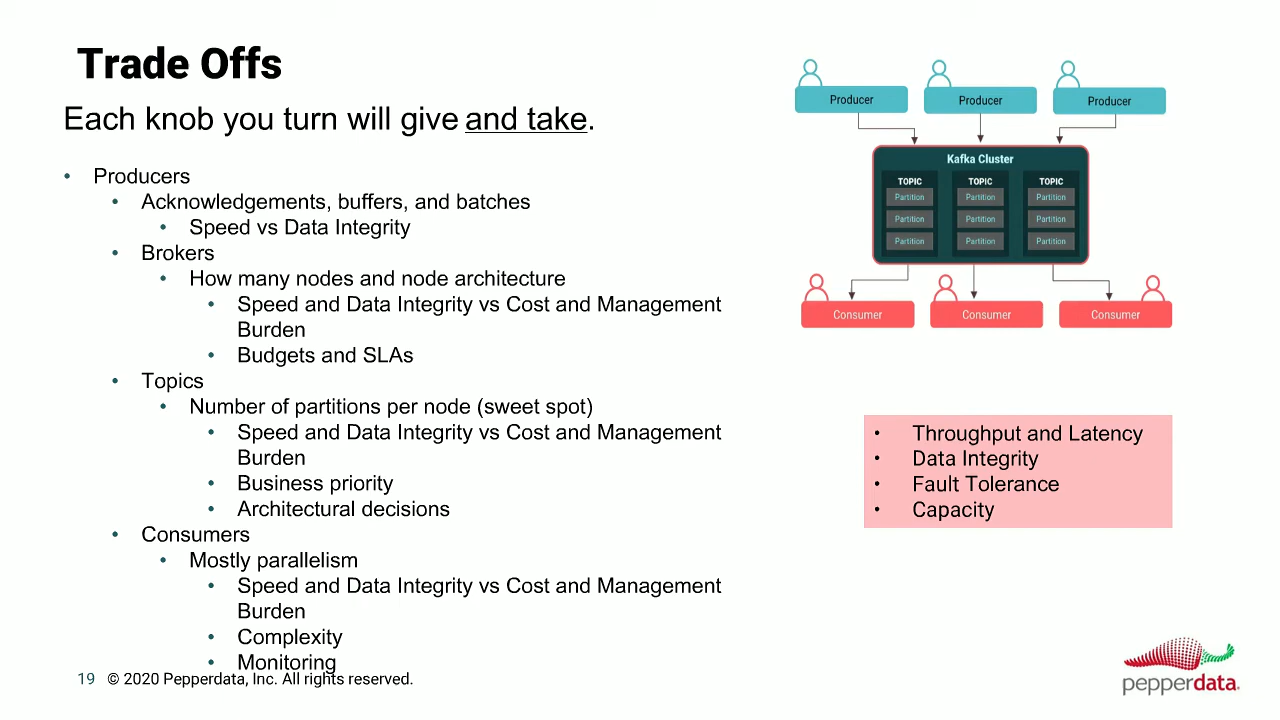 Trade Offs
Each knob you turn will give and take.
• Producers
• Acknowledgements, buffers, and batches
• Speed vs Data Integrity
• Brokers
• How many nodes and node architecture
• Speed and Data Integrity vs Cost and Management
Burden
• Budgets and SLAs
• Topics
• Number of partitions per node (sweet spot)
• Speed and Data Integrity vs Cost and Management
Burden
• Business priority
• Architectural decisions
• Consumers
• Mostly parallelism
• Speed and Data Integrity vs Cost and Management
Burden
• Complexity
• Monitoring
Producer Producer Producer
Kafka Cluster
TOPIC TOPIC TOPIC
Partition Partition Partition
Partition Partition Partition
Partition Partition Partition
Consumer Consumer Consumer
• Throughput and Latency
• Data Integrity
• Fault Tolerance
• Capacity
19 © 2020 Pepperdata, Inc. All rights reserved.
pepperdata.